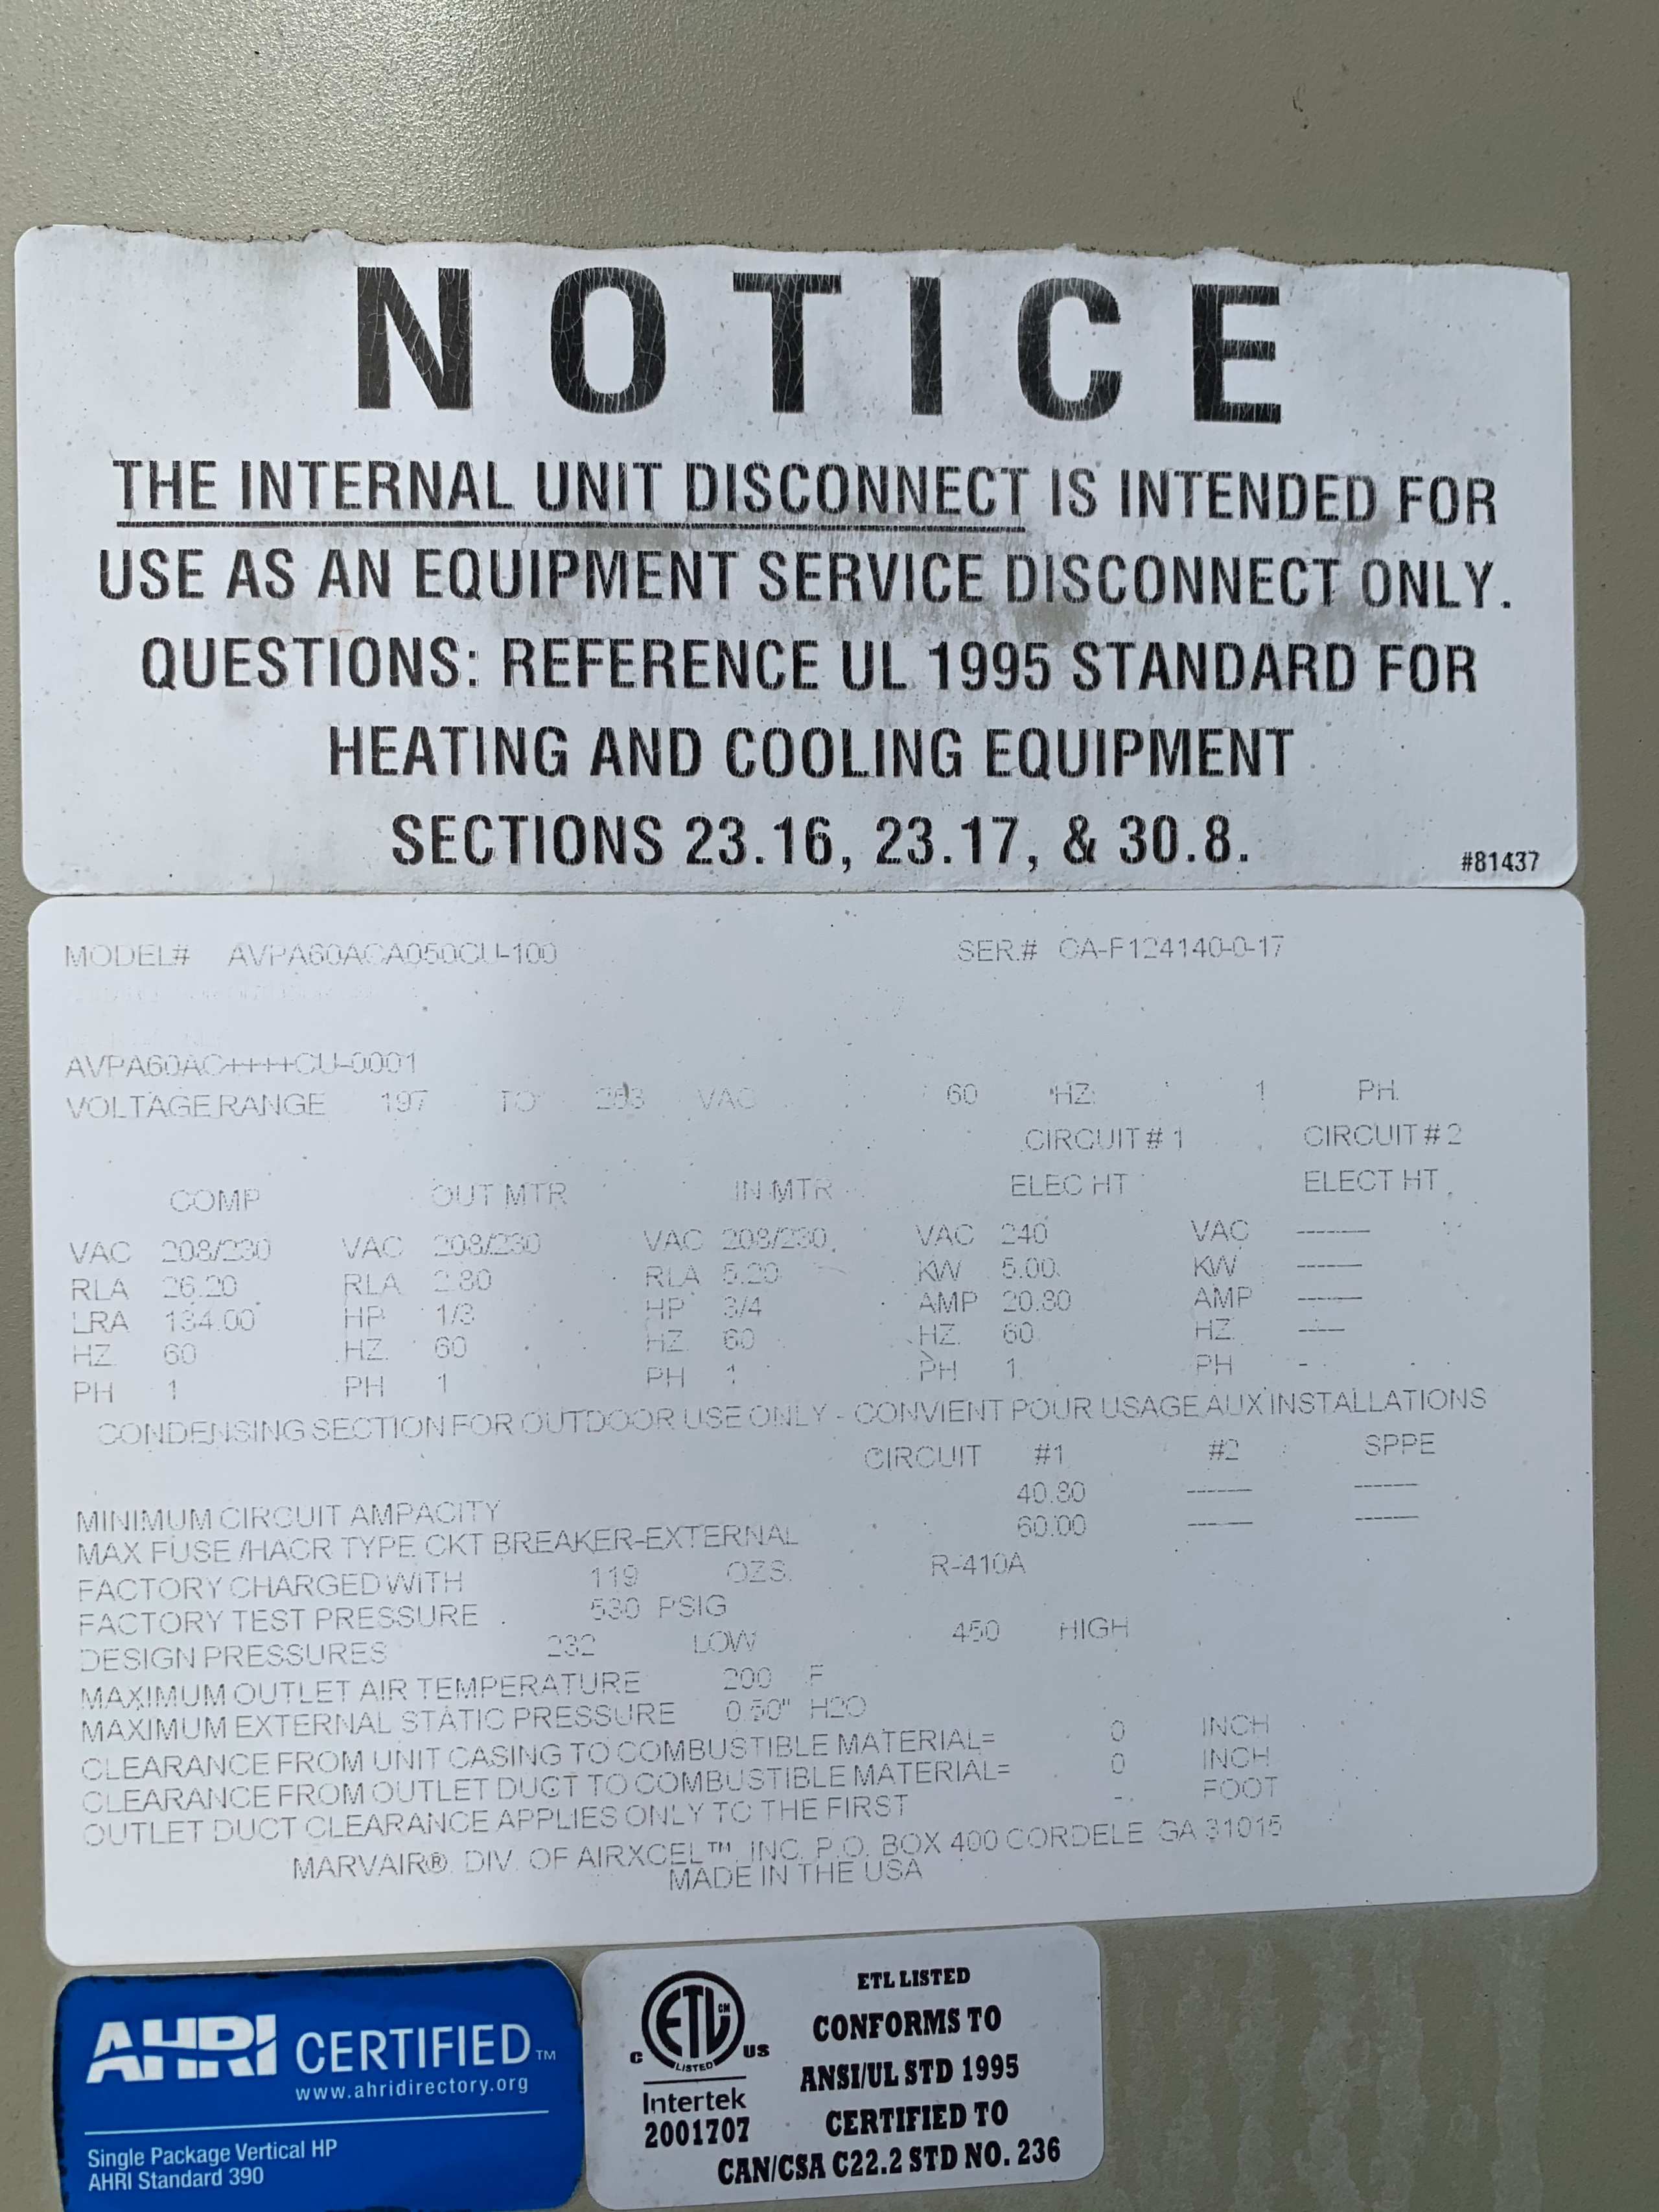 NOTICE
THE INTERNAL UNIT DISCONNECT IS INTENDED FOR
USE AS AN EQUIPMENT SERVICE DISCONNECT ONLY.
QUESTIONS: REFERENCE UL 1995 STANDARD FOR
HEATING AND COOLING EQUIPMENT
SECTIONS 23.16, 23.17, & 30.8.
#81437
MODEL# AVPA60ACA050CU-100 SER.# CA-F124140-0-17
AVPA60AC++++CU-0001
VOLTAGE RANGE 197 TO 253 VAC 60 HZ. 1 PH.
CIRCUIT # 1 CIRCUIT # 2
COMP OUT MTR IN MTR ELEC HT ELECT HT
VAC 208/230 VAC 208/230 VAC 208/230 VAC 240 VAC ------
RLA 26.20 RLA 2.80 RLA 5.20 KW 5.00 KW ------
LRA 134.00 HP 1/3 HP 3/4 AMP 20.80 AMP ------
HZ. 60 HZ. 60 HZ. 60 HZ. 60 HZ. ----
PH 1 PH 1 PH 1 PH 1 PH -
CONDENSING SECTION FOR OUTDOOR USE ONLY - CONVIENT POUR USAGE AUX INSTALLATIONS
CIRCUIT #1 #2 SPPE
MINIMUM CIRCUIT AMPACITY 40.80 ------ ------
MAX FUSE /HACR TYPE CKT BREAKER-EXTERNAL 60.00 ------ ------
FACTORY CHARGED WITH 119 OZS. R-410A
FACTORY TEST PRESSURE 530 PSIG
DESIGN PRESSURES 232 LOW 450 HIGH
MAXIMUM OUTLET AIR TEMPERATURE 200 F
MAXIMUM EXTERNAL STATIC PRESSURE 0.50" H2O
CLEARANCE FROM UNIT CASING TO COMBUSTIBLE MATERIAL= 0 INCH
CLEARANCE FROM OUTLET DUCT TO COMBUSTIBLE MATERIAL= 0 INCH
OUTLET DUCT CLEARANCE APPLIES ONLY TO THE FIRST -. FOOT
MARVAIR®. DIV. OF AIRXCEL™, INC. P.O. BOX 400 CORDELE GA 31015
MADE IN THE USA
AHRI CERTIFIED™
www.ahridirectory.org
Single Package Vertical HP
AHRI Standard 390
ETL CM
LISTED
C US
Intertek
2001707
ETL LISTED
CONFORMS TO
ANSI/UL STD 1995
CERTIFIED TO
CAN/CSA C22.2 STD NO. 236